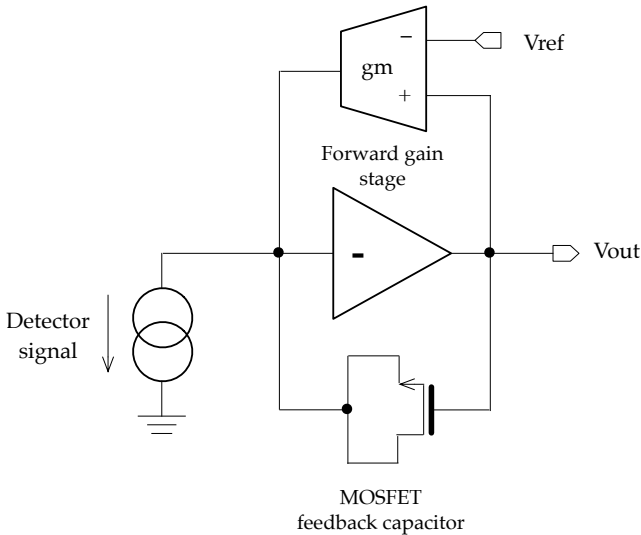 −
Vref
gm
+
Forward gain
stage
-
Vout
Detector
signal
MOSFET
feedback capacitor